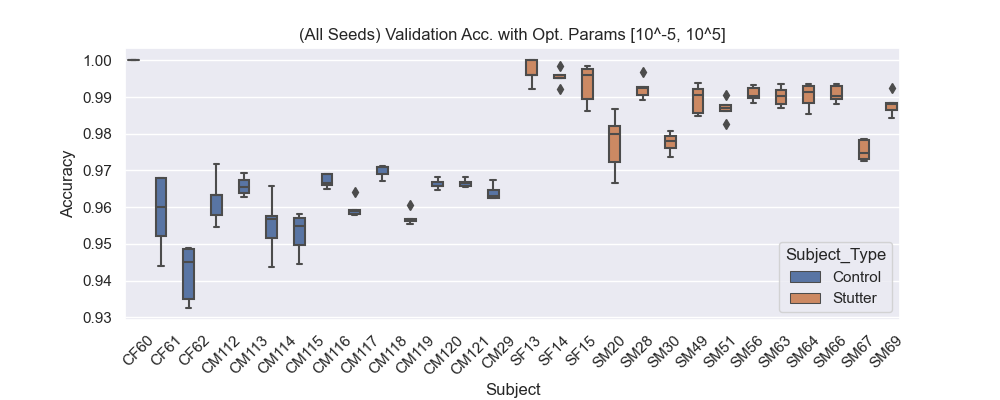 (All Seeds) Validation Acc. with Opt. Params [10^-5, 10^5]
Accuracy
1.00
0.99
0.98
0.97
0.96
0.95
0.94
0.93
Subject_Type
Control
Stutter
CF60
CF61
CF62
CM112
CM113
CM114
CM115
CM116
CM117
CM118
CM119
CM120
CM121
CM29
SF13
SF14
SF15
SM20
SM28
SM30
SM49
SM51
SM56
SM63
SM64
SM66
SM67
SM69
Subject